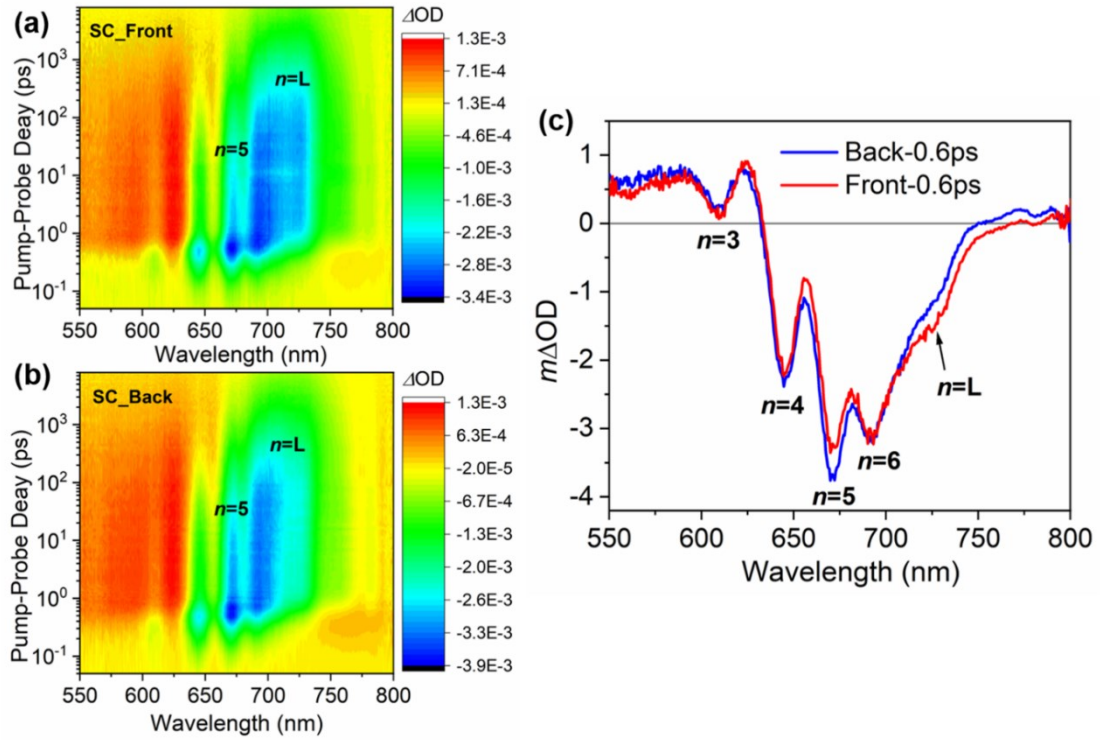 (a)
SC_Front
ΔOD
1.3E-3
7.1E-4
1.3E-4
-4.6E-4
-1.0E-3
-1.6E-3
-2.2E-3
-2.8E-3
-3.4E-3
n=L
n=5
Pump-Probe Deay (ps)
10³
10²
10¹
10⁰
10⁻¹
550 600 650 700 750 800
Wavelength (nm)
(b)
SC_Back
ΔOD
1.3E-3
6.3E-4
-2.0E-5
-6.7E-4
-1.3E-3
-2.0E-3
-2.6E-3
-3.3E-3
-3.9E-3
n=L
n=5
Pump-Probe Deay (ps)
10³
10²
10¹
10⁰
10⁻¹
550 600 650 700 750 800
Wavelength (nm)
(c)
Back-0.6ps
Front-0.6ps
mΔOD
1
0
-1
-2
-3
-4
n=3
n=4
n=5
n=6
n=L
550 600 650 700 750 800
Wavelength (nm)